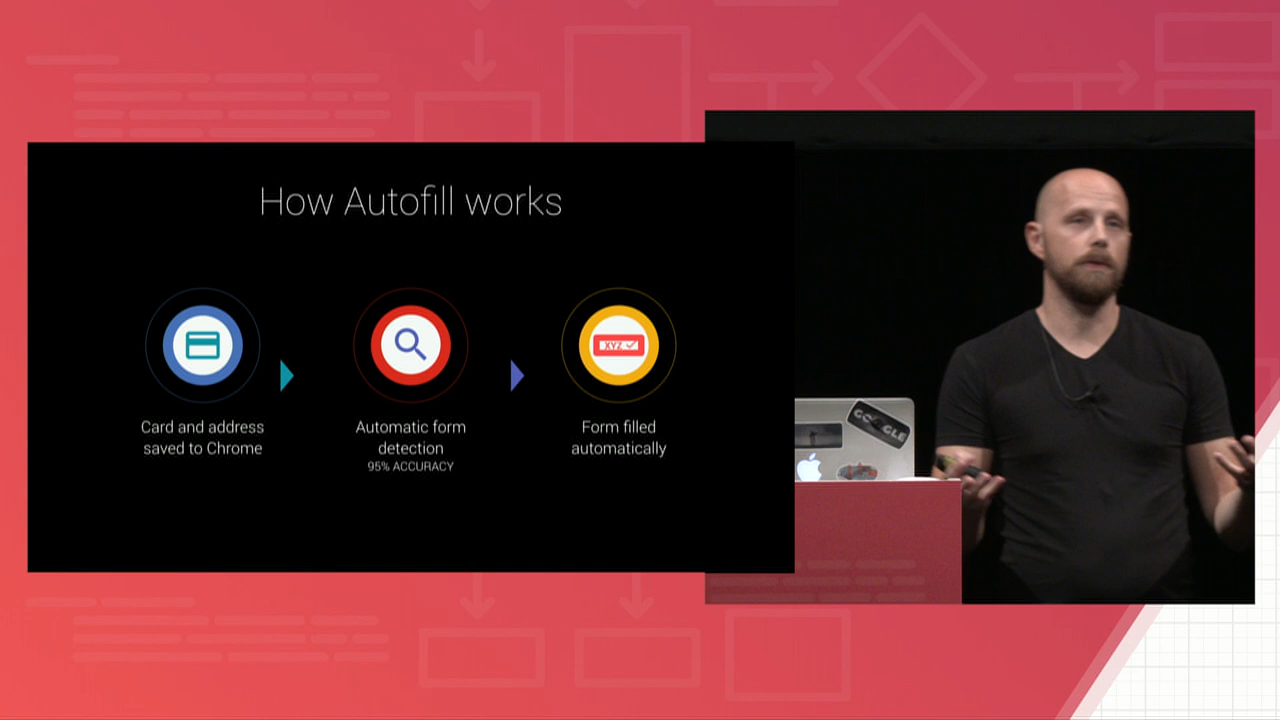 How Autofill works
Card and address
saved to Chrome
Automatic form
detection
95% ACCURACY
XYZ
Form filled
automatically
GOOGLE